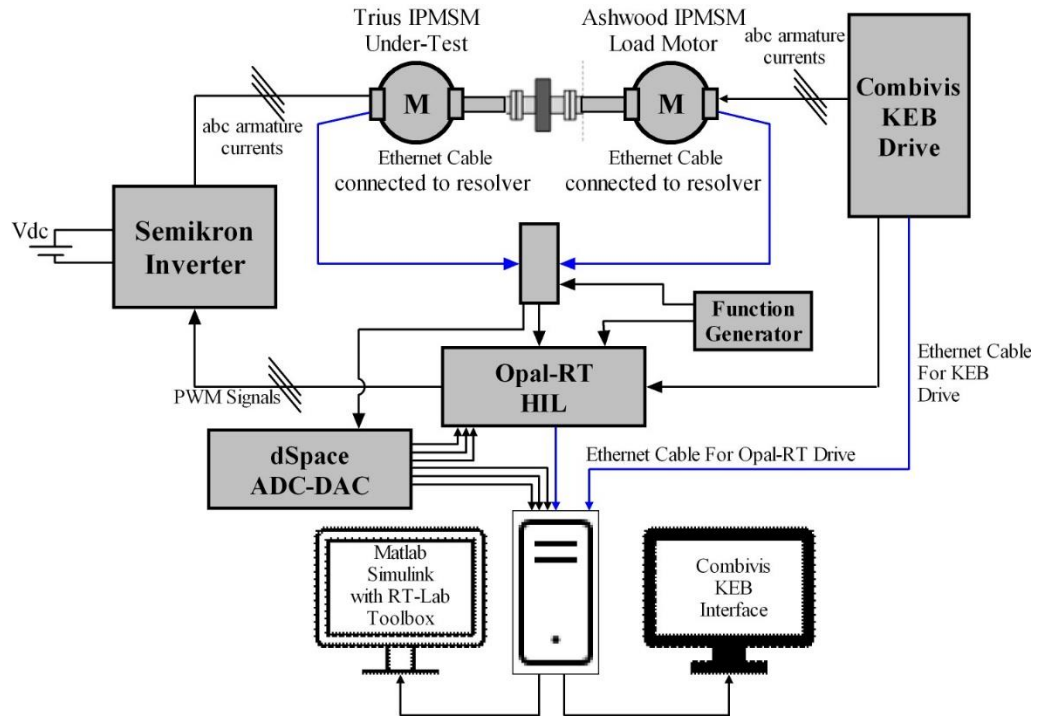 Trius IPMSM
Under-Test
Ashwood IPMSM
Load Motor
abc armature
currents
Combivis
KEB
Drive
M
M
abc armature
currents
Ethernet Cable
connected to resolver
Ethernet Cable
connected to resolver
Vdc
Semikron
Inverter
Function
Generator
Ethernet Cable
For KEB
Drive
Opal-RT
HIL
PWM Signals
dSpace
ADC-DAC
Ethernet Cable For Opal-RT Drive
Matlab
Simulink
with RT-Lab
Toolbox
Combivis
KEB
Interface